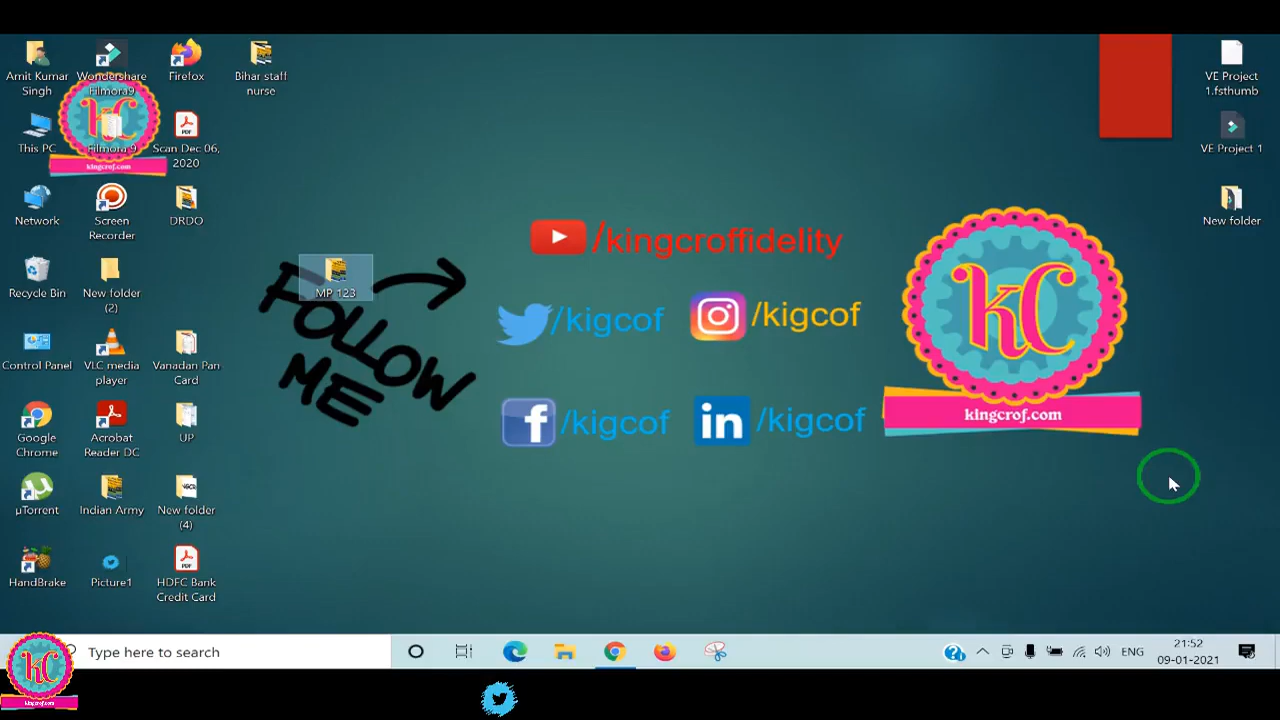 Amit Kumar
Singh
Wondershare
Filmora9
Firefox
Bihar staff
nurse
VE Project
1.fsthumb
This PC
Filmora 9
Scan Dec 06,
2020
VE Project 1
kingcrof.com
Network
Screen
Recorder
DRDO
New folder
Recycle Bin
New folder
(2)
MP 123
FOLLOW
ME
/kingcroffidelity
/kigcof
/kigcof
/kigcof
/kigcof
kc
kingcrof.com
Control Panel
VLC media
player
Vanadan Pan
Card
Google
Chrome
Acrobat
Reader DC
UP
µTorrent
Indian Army
New folder
(4)
HandBrake
Picture1
HDFC Bank
Credit Card
Type here to search
ENG
21:52
09-01-2021
kc
kingcrof.com